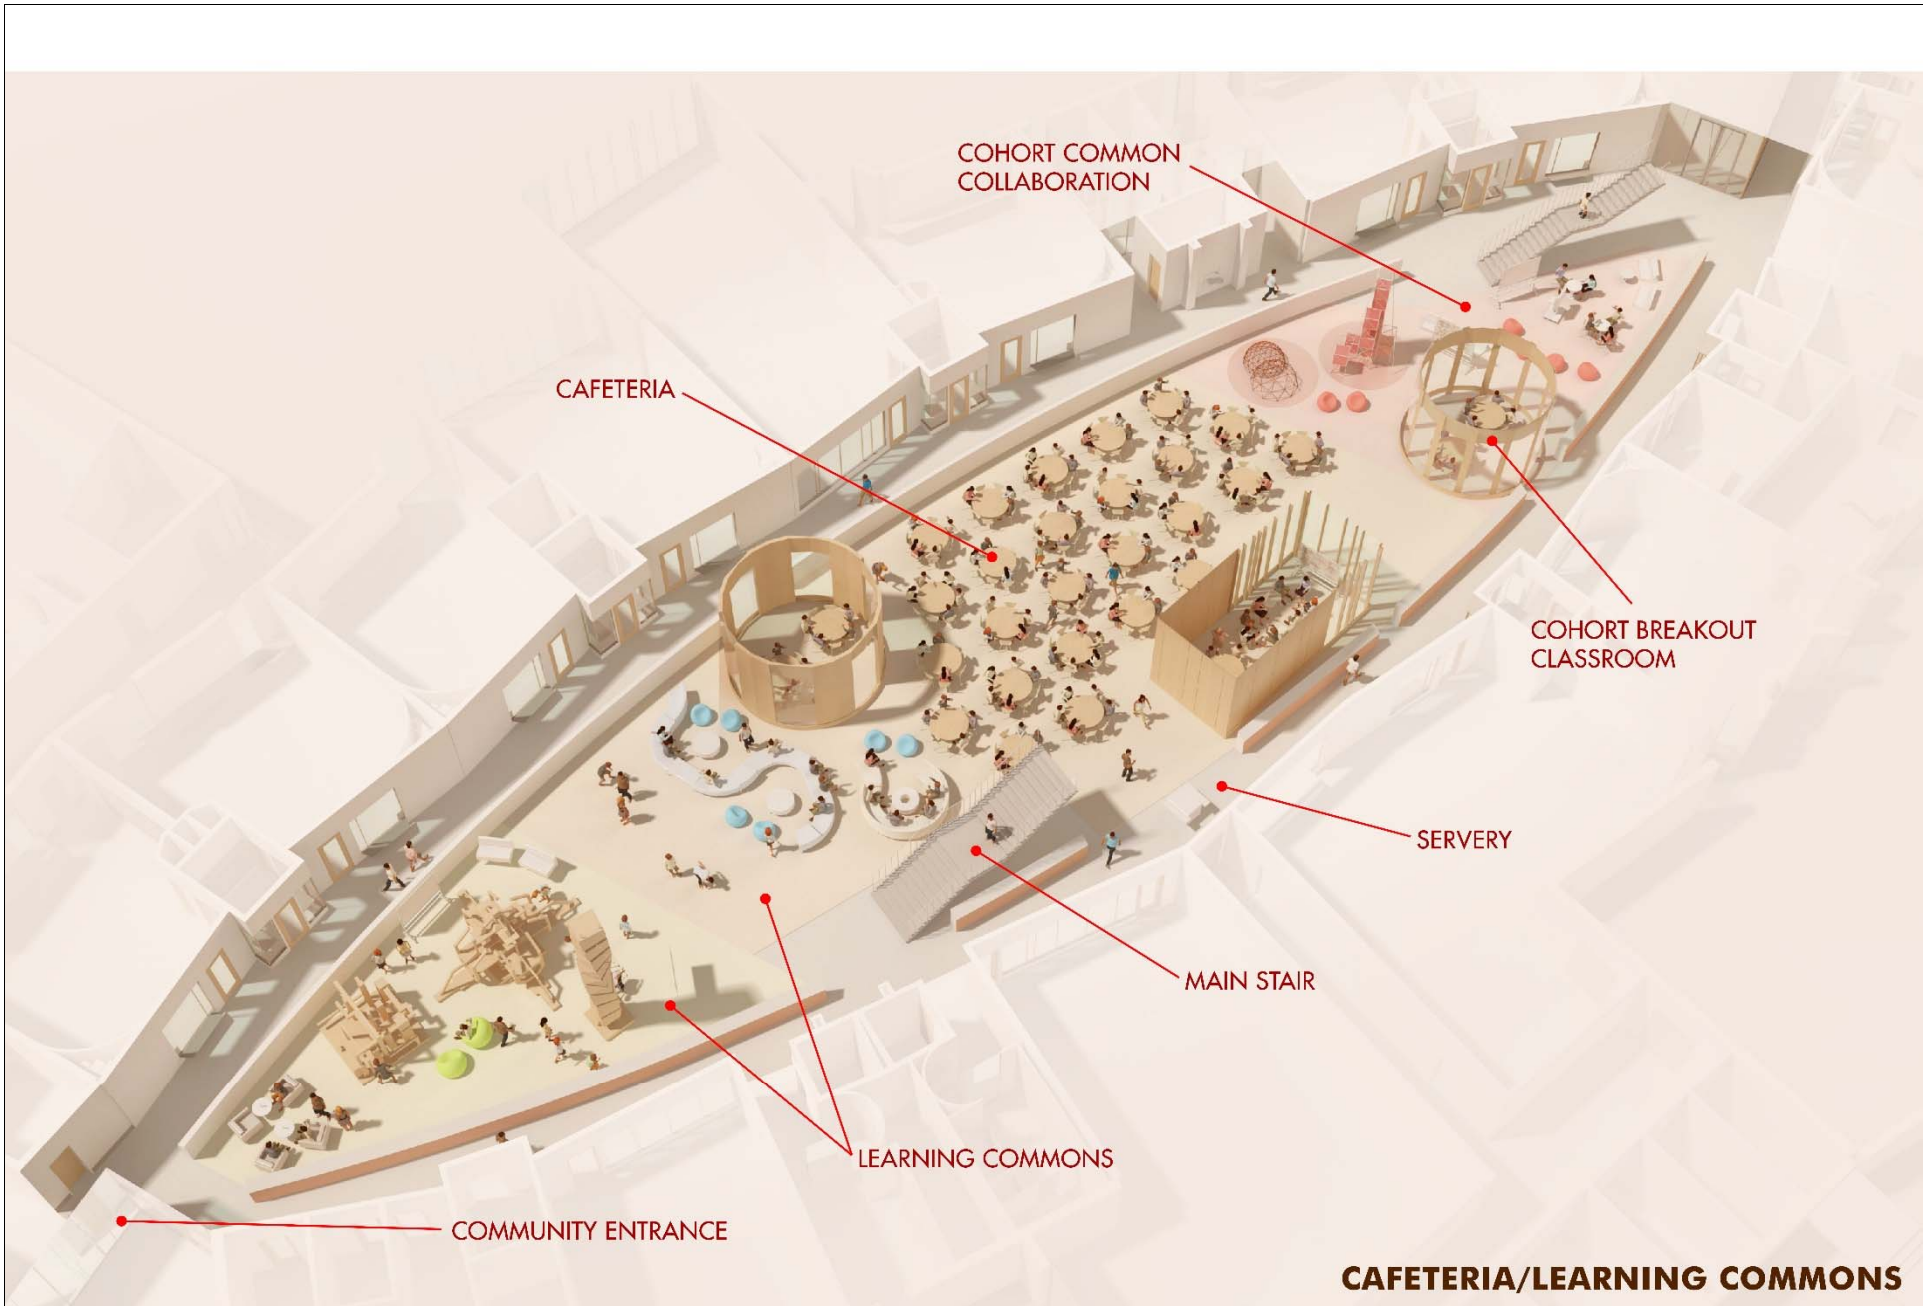 COHORT COMMON
COLLABORATION
CAFETERIA
COHORT BREAKOUT
CLASSROOM
SERVERY
MAIN STAIR
LEARNING COMMONS
COMMUNITY ENTRANCE
CAFETERIA/LEARNING COMMONS